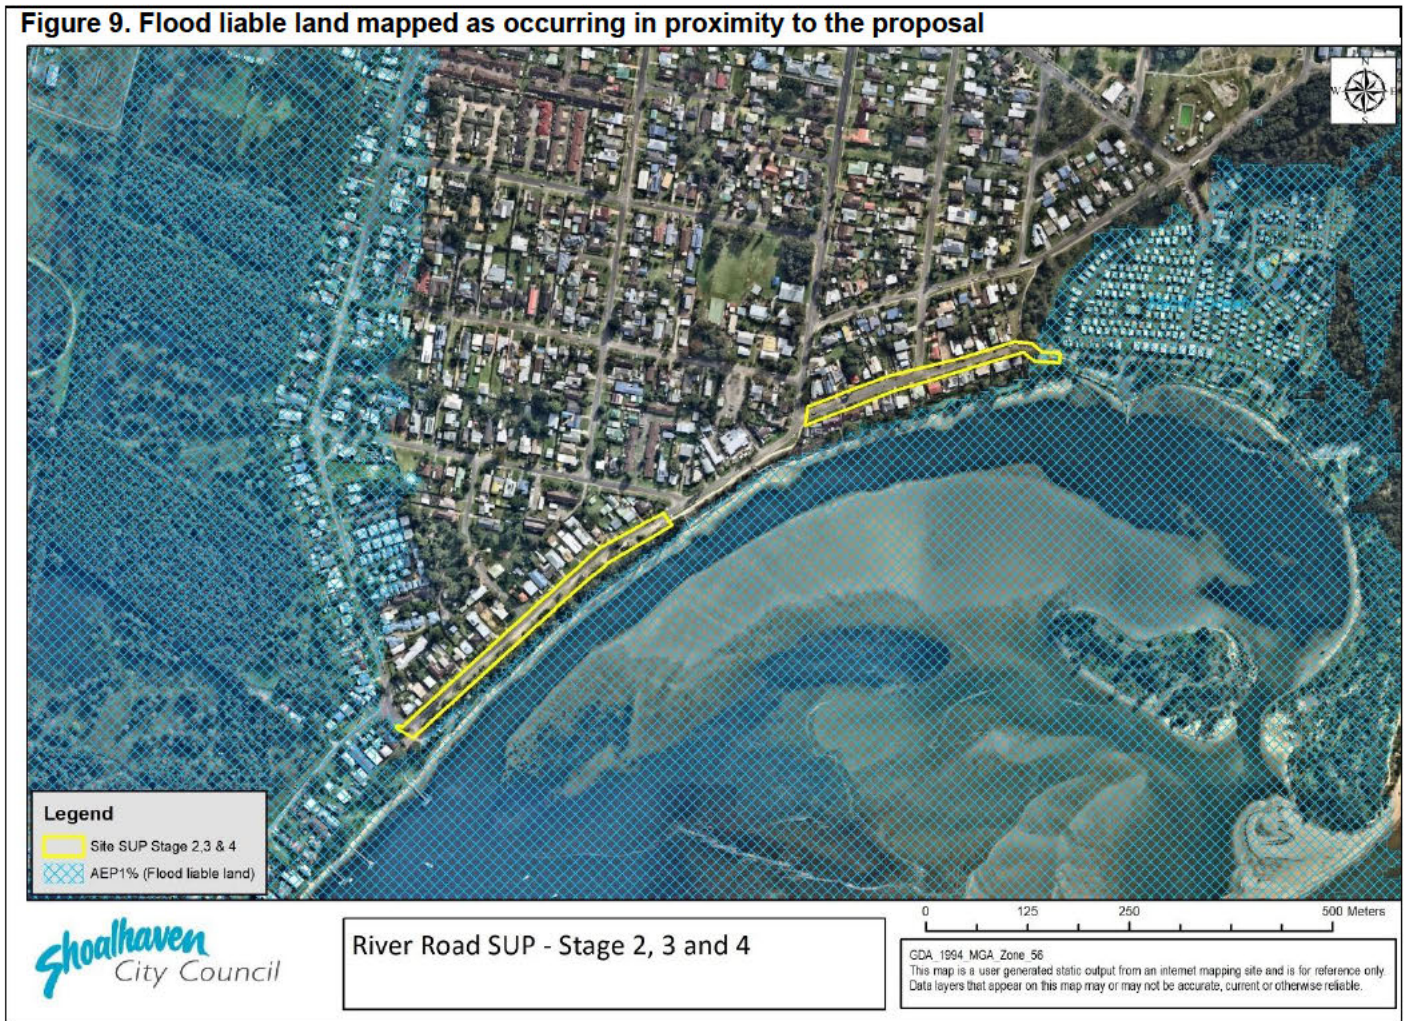 Figure 9. Flood liable land mapped as occurring in proximity to the proposal
N
W E
S
Legend
Site SUP Stage 2,3 & 4
AEP1% (Flood liable land)
Shoalhaven
City Council
River Road SUP - Stage 2, 3 and 4
0 125 250 500 Meters
GDA_1994_MGA_Zone_56
This map is a user generated static output from an internet mapping site and is for reference only.
Data layers that appear on this map may or may not be accurate, current or otherwise reliable.